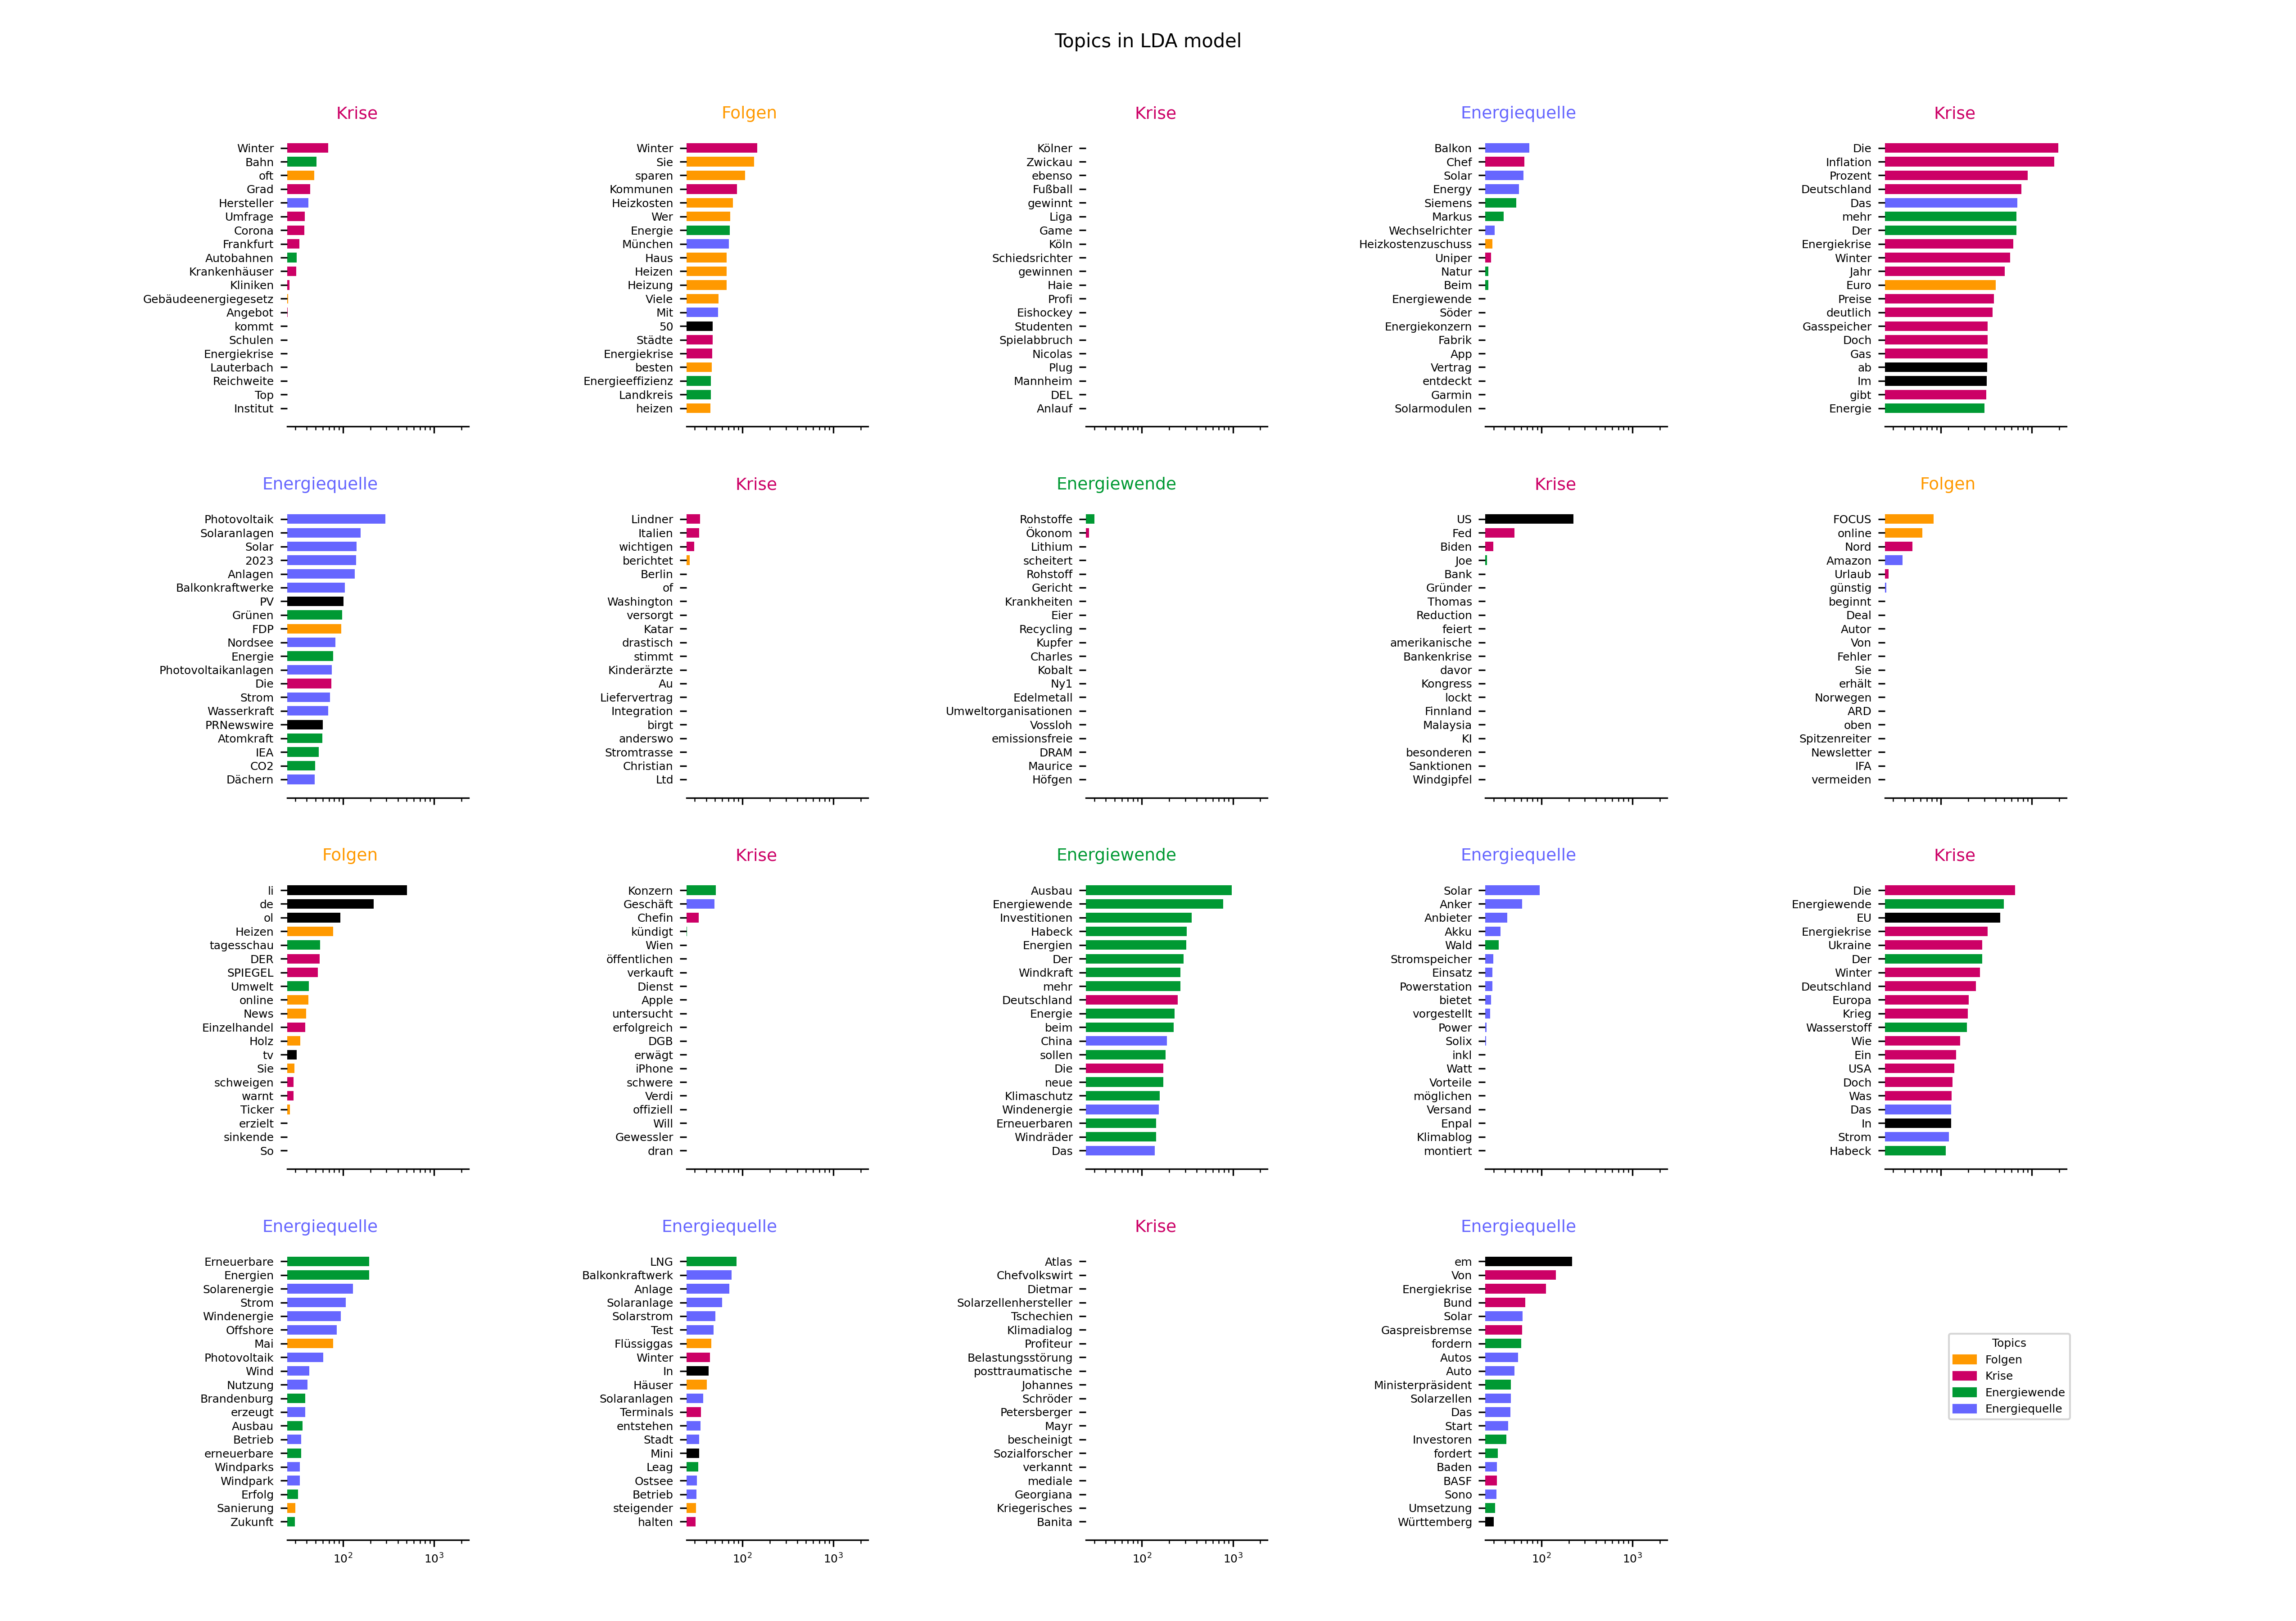 Topics in LDA model
Krise
Winter
Bahn
oft
Grad
Hersteller
Umfrage
Corona
Frankfurt
Autobahnen
Krankenhäuser
Kliniken
Gebäudeenergiegesetz
Angebot
kommt
Schulen
Energiekrise
Lauterbach
Reichweite
Top
Institut
Folgen
Winter
Sie
sparen
Kommunen
Heizkosten
Wer
Energie
München
Haus
Heizen
Heizung
Viele
Mit
50
Städte
Energiekrise
besten
Energieeffizienz
Landkreis
heizen
Krise
Kölner
Zwickau
ebenso
Fußball
gewinnt
Liga
Game
Köln
Schiedsrichter
gewinnen
Haie
Profi
Eishockey
Studenten
Spielabbruch
Nicolas
Plug
Mannheim
DEL
Anlauf
Energiequelle
Balkon
Chef
Solar
Energy
Siemens
Markus
Wechselrichter
Heizkostenzuschuss
Uniper
Natur
Beim
Energiewende
Söder
Energiekonzern
Fabrik
App
Vertrag
entdeckt
Garmin
Solarmodulen
Krise
Die
Inflation
Prozent
Deutschland
Das
mehr
Der
Energiekrise
Winter
Jahr
Euro
Preise
deutlich
Gasspeicher
Doch
Gas
ab
Im
gibt
Energie
Energiequelle
Photovoltaik
Solaranlagen
Solar
2023
Anlagen
Balkonkraftwerke
PV
Grünen
FDP
Nordsee
Energie
Photovoltaikanlagen
Die
Strom
Wasserkraft
PRNewswire
Atomkraft
IEA
CO2
Dächern
Krise
Lindner
Italien
wichtigen
berichtet
Berlin
of
Washington
versorgt
Katar
drastisch
stimmt
Kinderärzte
Au
Liefervertrag
Integration
birgt
anderswo
Stromtrasse
Christian
Ltd
Energiewende
Rohstoffe
Ökonom
Lithium
scheitert
Rohstoff
Gericht
Krankheiten
Eier
Recycling
Kupfer
Charles
Kobalt
Ny1
Edelmetall
Umweltorganisationen
Vossloh
emissionsfreie
DRAM
Maurice
Höfgen
Krise
US
Fed
Biden
Joe
Bank
Gründer
Thomas
Reduction
feiert
amerikanische
Bankenkrise
davor
Kongress
lockt
Finnland
Malaysia
KI
besonderen
Sanktionen
Windgipfel
Folgen
FOCUS
online
Nord
Amazon
Urlaub
günstig
beginnt
Deal
Autor
Von
Fehler
Sie
erhält
Norwegen
ARD
oben
Spitzenreiter
Newsletter
IFA
vermeiden
Folgen
li
de
ol
Heizen
tagesschau
DER
SPIEGEL
Umwelt
online
News
Einzelhandel
Holz
tv
Sie
schweigen
warnt
Ticker
erzielt
sinkende
So
Krise
Konzern
Geschäft
Chefin
kündigt
Wien
öffentlichen
verkauft
Dienst
Apple
untersucht
erfolgreich
DGB
erwägt
iPhone
schwere
Verdi
offiziell
Will
Gewessler
dran
Energiewende
Ausbau
Energiewende
Investitionen
Habeck
Energien
Der
Windkraft
mehr
Deutschland
Energie
beim
China
sollen
Die
neue
Klimaschutz
Windenergie
Erneuerbaren
Windräder
Das
Energiequelle
Solar
Anker
Anbieter
Akku
Wald
Stromspeicher
Einsatz
Powerstation
bietet
vorgestellt
Power
Solix
inkl
Watt
Vorteile
möglichen
Versand
Enpal
Klimablog
montiert
Krise
Die
Energiewende
EU
Energiekrise
Ukraine
Der
Winter
Deutschland
Europa
Krieg
Wasserstoff
Wie
Ein
USA
Doch
Was
Das
In
Strom
Habeck
Energiequelle
Erneuerbare
Energien
Solarenergie
Strom
Windenergie
Offshore
Mai
Photovoltaik
Wind
Nutzung
Brandenburg
erzeugt
Ausbau
Betrieb
erneuerbare
Windparks
Windpark
Erfolg
Sanierung
Zukunft
10² 10³
Energiequelle
LNG
Balkonkraftwerk
Anlage
Solaranlage
Solarstrom
Test
Flüssiggas
Winter
In
Häuser
Solaranlagen
Terminals
entstehen
Stadt
Mini
Leag
Ostsee
Betrieb
steigender
halten
10² 10³
Krise
Atlas
Chefvolkswirt
Dietmar
Solarzellenhersteller
Tschechien
Klimadialog
Profiteur
Belastungsstörung
posttraumatische
Johannes
Schröder
Petersberger
Mayr
bescheinigt
Sozialforscher
verkannt
mediale
Georgiana
Kriegerisches
Banita
10² 10³
Energiequelle
em
Von
Energiekrise
Bund
Solar
Gaspreisbremse
fordern
Autos
Auto
Ministerpräsident
Solarzellen
Das
Start
Investoren
fordert
Baden
BASF
Sono
Umsetzung
Württemberg
10² 10³
Topics
Folgen
Krise
Energiewende
Energiequelle